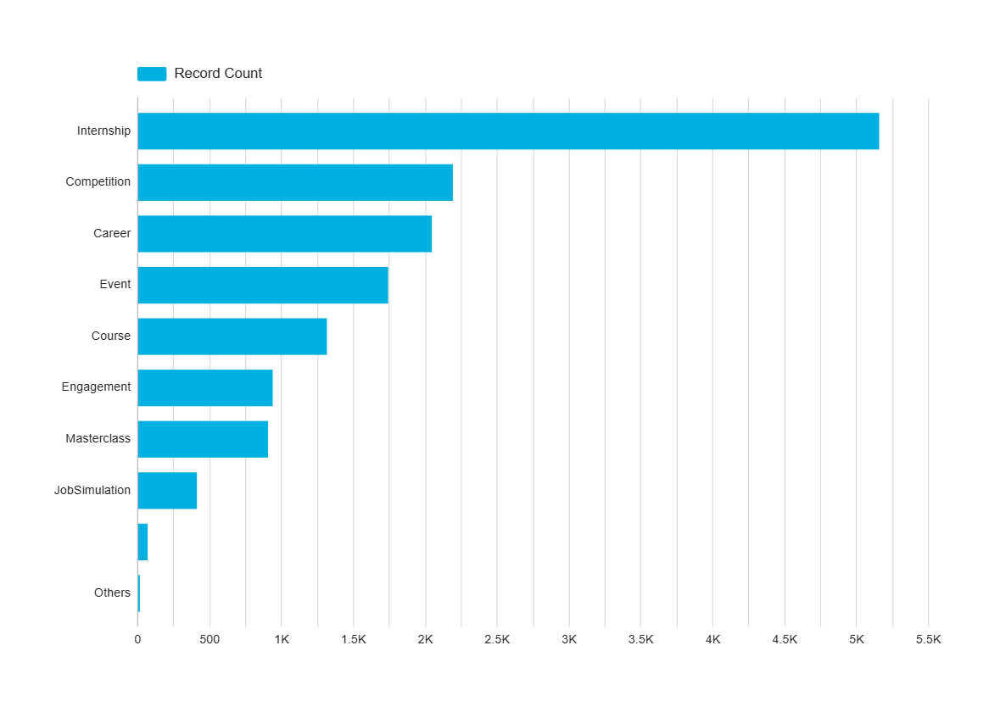 Record Count
Internship
Competition
Career
Event
Course
Engagement
Masterclass
JobSimulation
Others
0 500 1K 1.5K 2K 2.5K 3K 3.5K 4K 4.5K 5K 5.5K